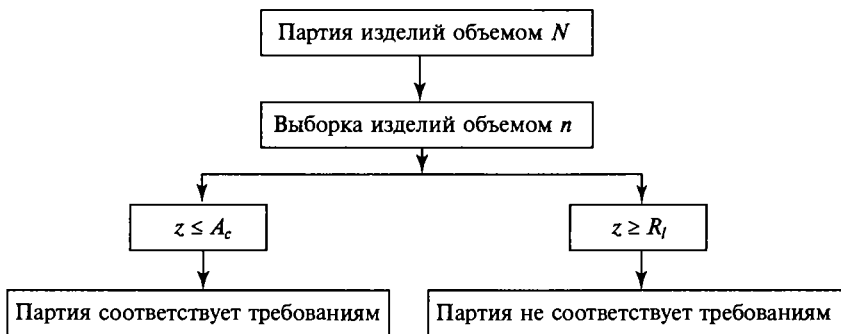 Партия изделий объемом N
Выборка изделий объемом n
z ≤ A_c
z ≥ R_l
Партия соответствует требованиям
Партия не соответствует требованиям